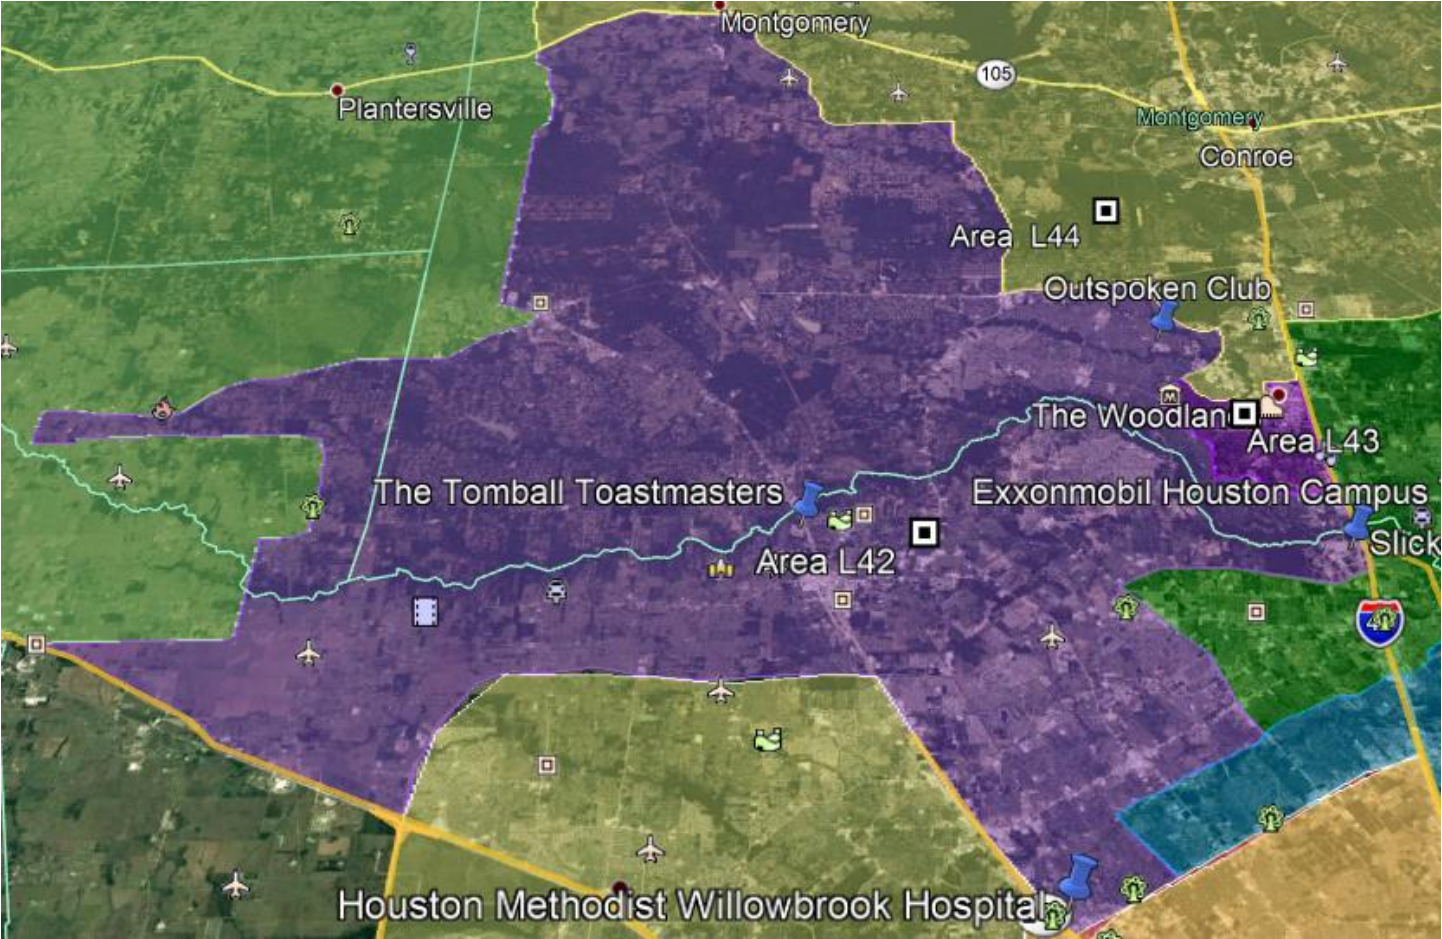 Montgomery
105
Plantersville
Montgomery
Conroe
Area L44
Outspoken Club
The Woodlan
Area L43
The Tomball Toastmasters
Exxonmobil Houston Campus
Slick
Area L42
Houston Methodist Willowbrook Hospital